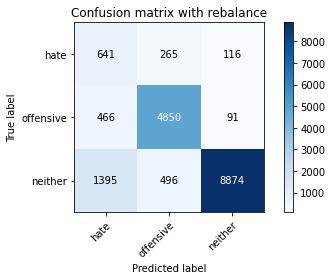 Confusion matrix with rebalance
hate 641 265 116
offensive 466 4850 91
neither 1395 496 8874
hate offensive neither
True label
Predicted label
8000
7000
6000
5000
4000
3000
2000
1000